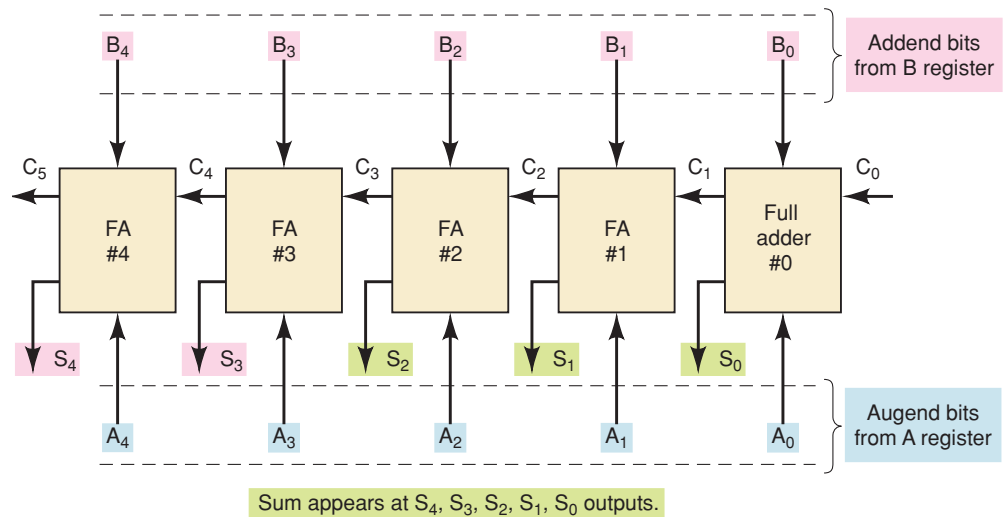 B₄ B₃ B₂ B₁ B₀
Addend bits
from B register
C₅ C₄ C₃ C₂ C₁ C₀
FA
#4
FA
#3
FA
#2
FA
#1
Full
adder
#0
S₄ S₃ S₂ S₁ S₀
A₄ A₃ A₂ A₁ A₀
Augend bits
from A register
Sum appears at S₄, S₃, S₂, S₁, S₀ outputs.